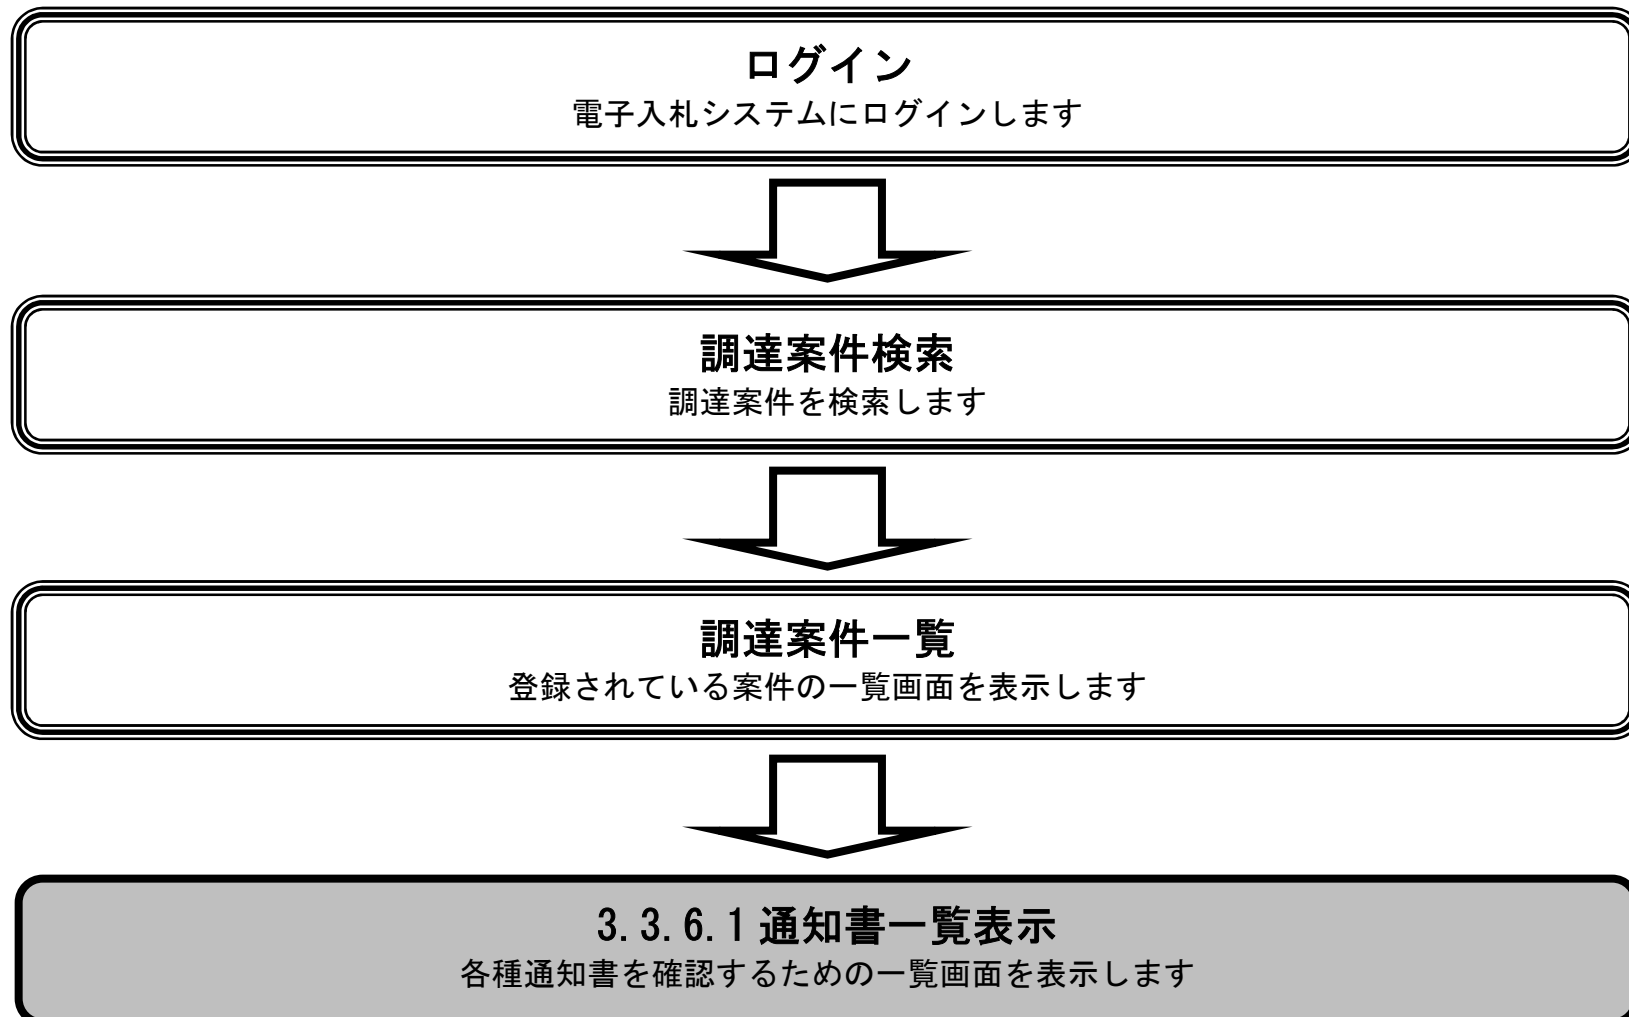 ログイン
電子入札システムにログインします
調達案件検索
調達案件を検索します
調達案件一覧
登録されている案件の一覧画面を表示します
3.3.6.1通知書一覧表示
各種通知書を確認するための一覧画面を表示します